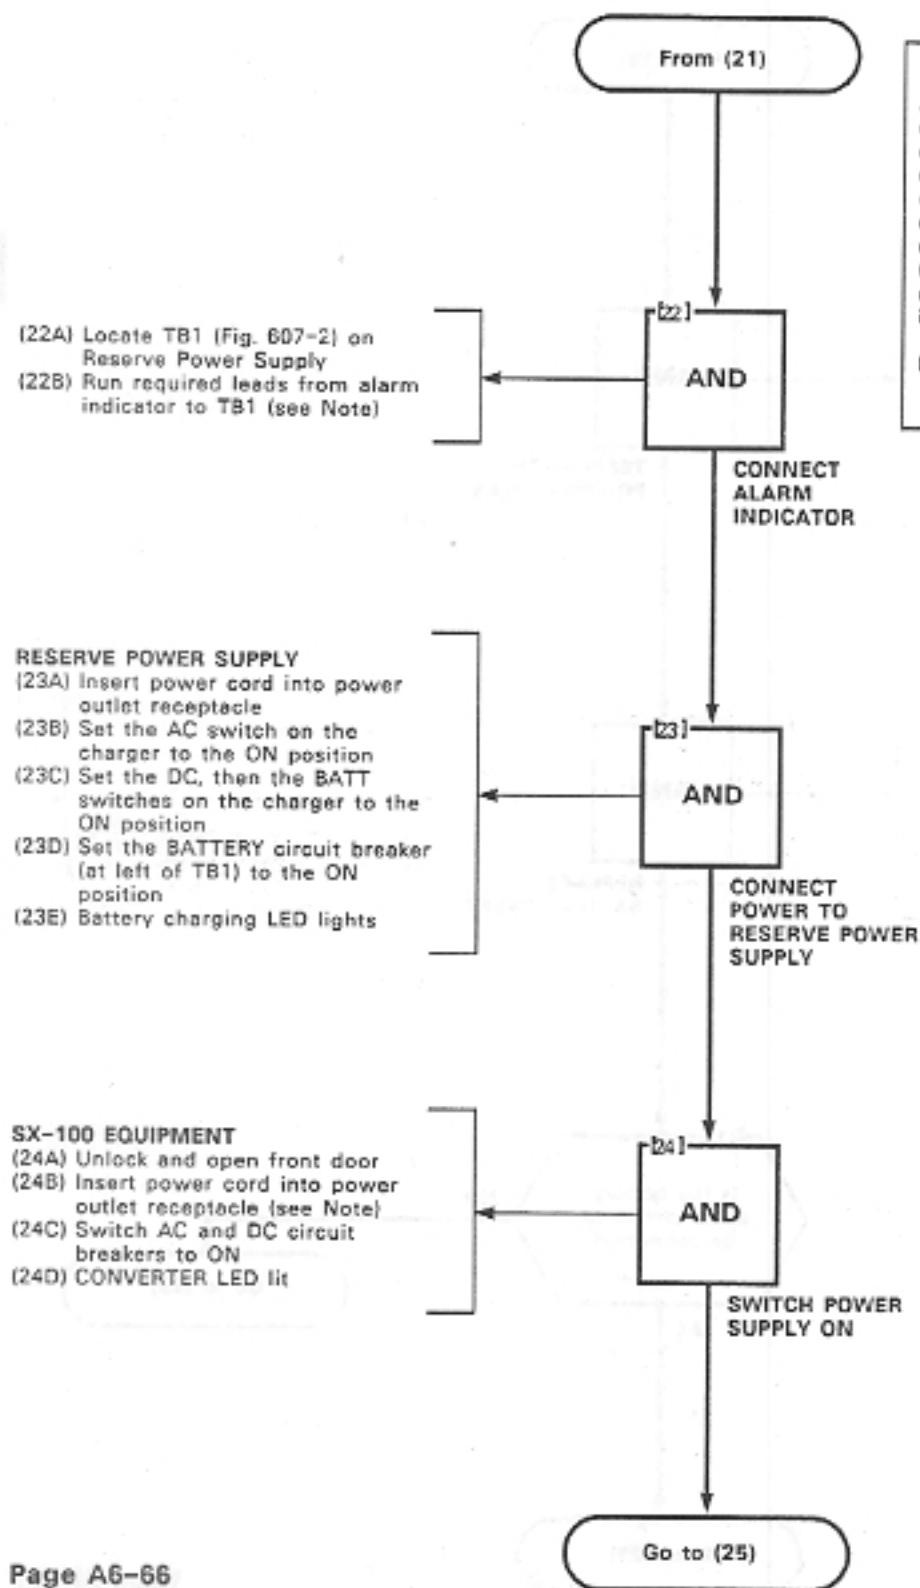 From (21)
(22A) Locate TB1 (Fig. 607-2) on
Reserve Power Supply
(22B) Run required leads from alarm
indicator to TB1 (see Note)
[22]
AND
CONNECT
ALARM
INDICATOR
RESERVE POWER SUPPLY
(23A) Insert power cord into power
outlet receptacle
(23B) Set the AC switch on the
charger to the ON position
(23C) Set the DC, then the BATT
switches on the charger to the
ON position
(23D) Set the BATTERY circuit breaker
(at left of TB1) to the ON
position
(23E) Battery charging LED lights
[23]
AND
CONNECT
POWER TO
RESERVE POWER
SUPPLY
SX-100 EQUIPMENT
(24A) Unlock and open front door
(24B) Insert power cord into power
outlet receptacle (see Note)
(24C) Switch AC and DC circuit
breakers to ON
(24D) CONVERTER LED lit
[24]
AND
SWITCH POWER
SUPPLY ON
Go to (25)
Page A6-66